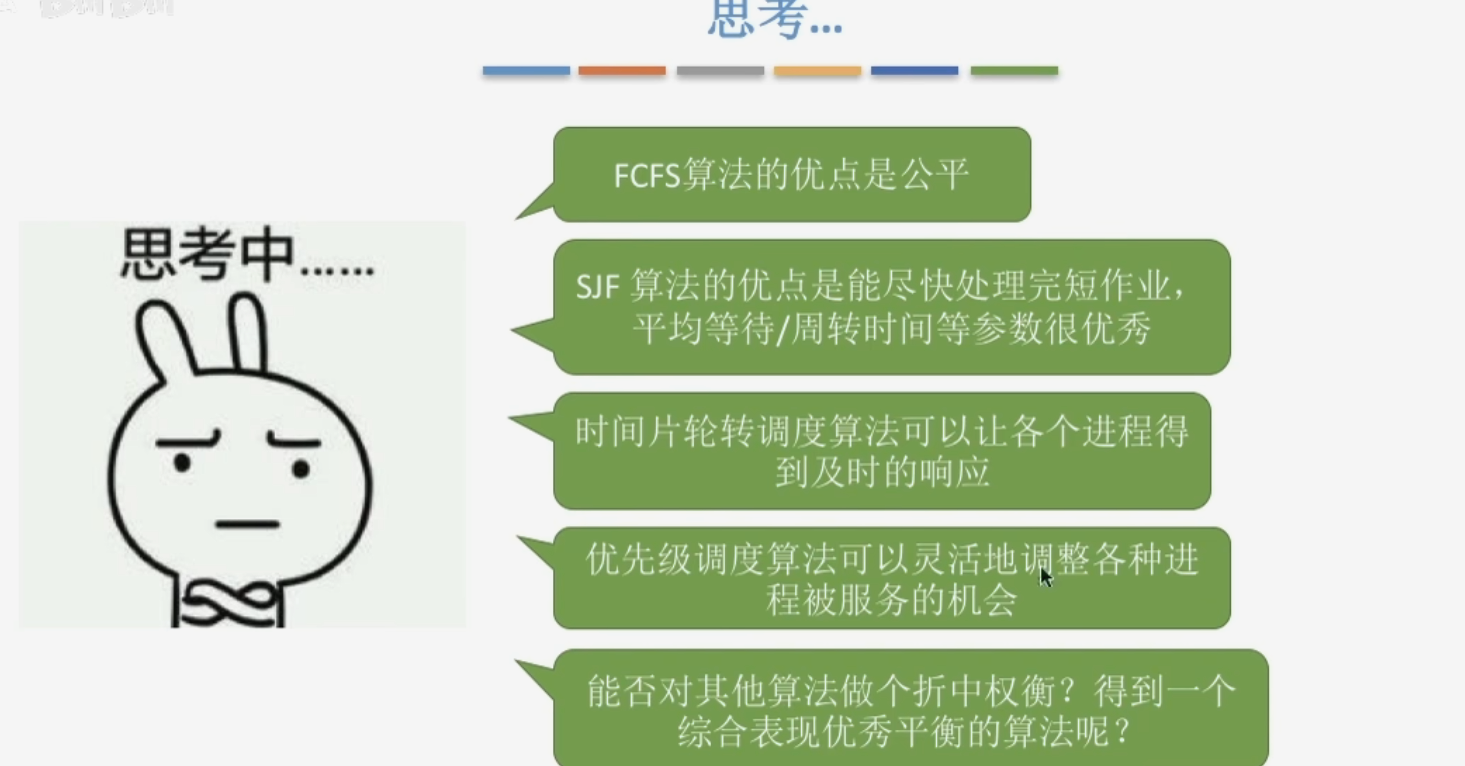 思考...
FCFS算法的优点是公平
思考中......
SJF 算法的优点是能尽快处理完短作业，
平均等待/周转时间等参数很优秀
时间片轮转调度算法可以让各个进程得
到及时的响应
优先级调度算法可以灵活地调整各种进
程被服务的机会
能否对其他算法做个折中权衡？得到一个
综合表现优秀平衡的算法呢？